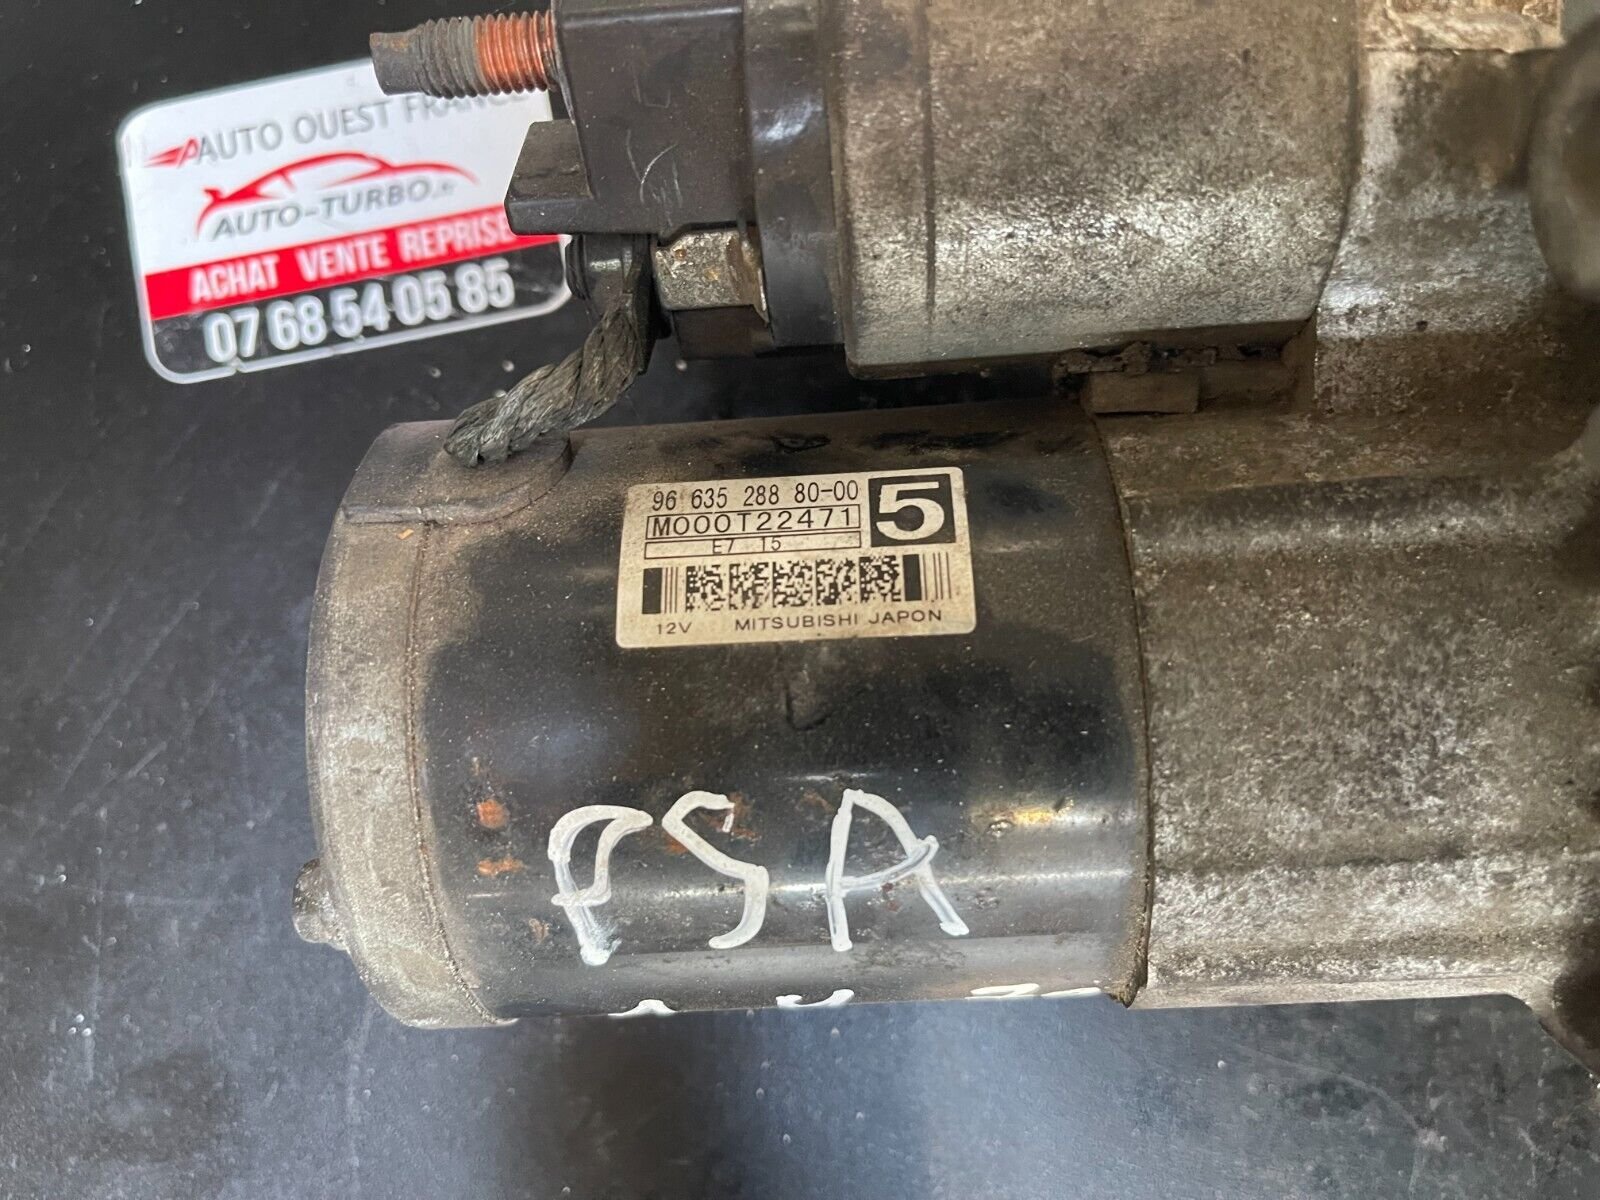 AUTO OUEST FRANCE
AUTO-TURBO.fr
ACHAT VENTE REPRISE
07 68 54 05 85
96 635 288 80-00
5
M000T22471
E7 15
12V MITSUBISHI JAPON
PSA